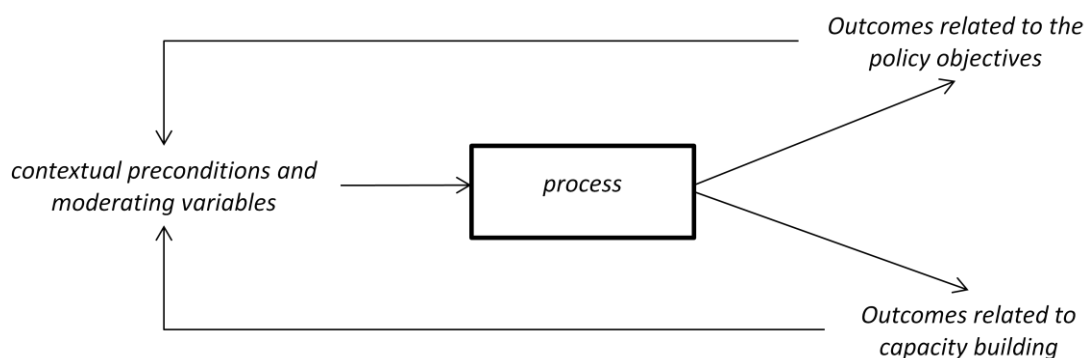 Outcomes related to the
policy objectives
contextual preconditions and
moderating variables
process
Outcomes related to
capacity building